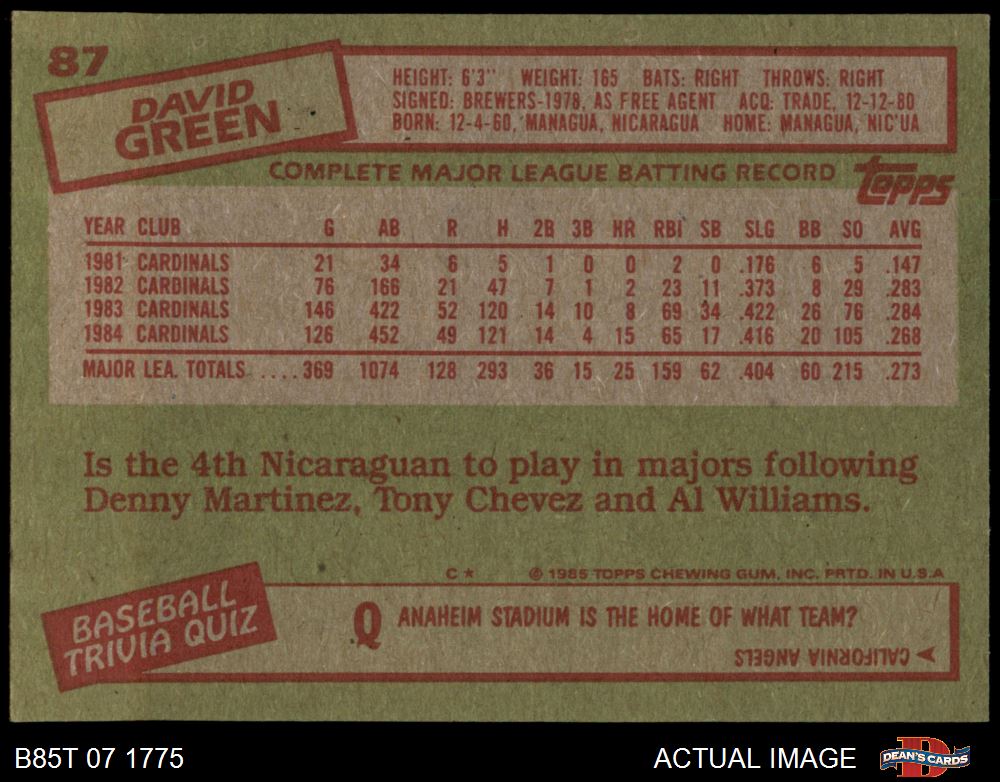 87
DAVID
GREEN
HEIGHT: 6'3" WEIGHT: 165 BATS: RIGHT THROWS: RIGHT
SIGNED: BREWERS-1978, AS FREE AGENT ACQ: TRADE, 12-12-80
BORN: 12-4-60, MANAGUA, NICARAGUA HOME: MANAGUA, NIC'UA
COMPLETE MAJOR LEAGUE BATTING RECORD
Topps
YEAR CLUB G AB R H 2B 3B HR RBI SB SLG BB SO AVG
1981 CARDINALS 21 34 6 5 1 0 0 2 0 .176 6 5 .147
1982 CARDINALS 76 166 21 47 7 1 2 23 11 .373 8 29 .283
1983 CARDINALS 146 422 52 120 14 10 8 69 34 .422 26 76 .284
1984 CARDINALS 126 452 49 121 14 4 15 65 17 .416 20 105 .268
MAJOR LEA. TOTALS ....369 1074 128 293 36 15 25 159 62 .404 60 215 .273
Is the 4th Nicaraguan to play in majors following
Denny Martinez, Tony Chevez and Al Williams.
C★ © 1985 TOPPS CHEWING GUM, INC. PRTD. IN U.S.A
BASEBALL
TRIVIA QUIZ
Q ANAHEIM STADIUM IS THE HOME OF WHAT TEAM?
CALIFORNIA ANGELS
B85T 07 1775
ACTUAL IMAGE
DEAN'S CARDS